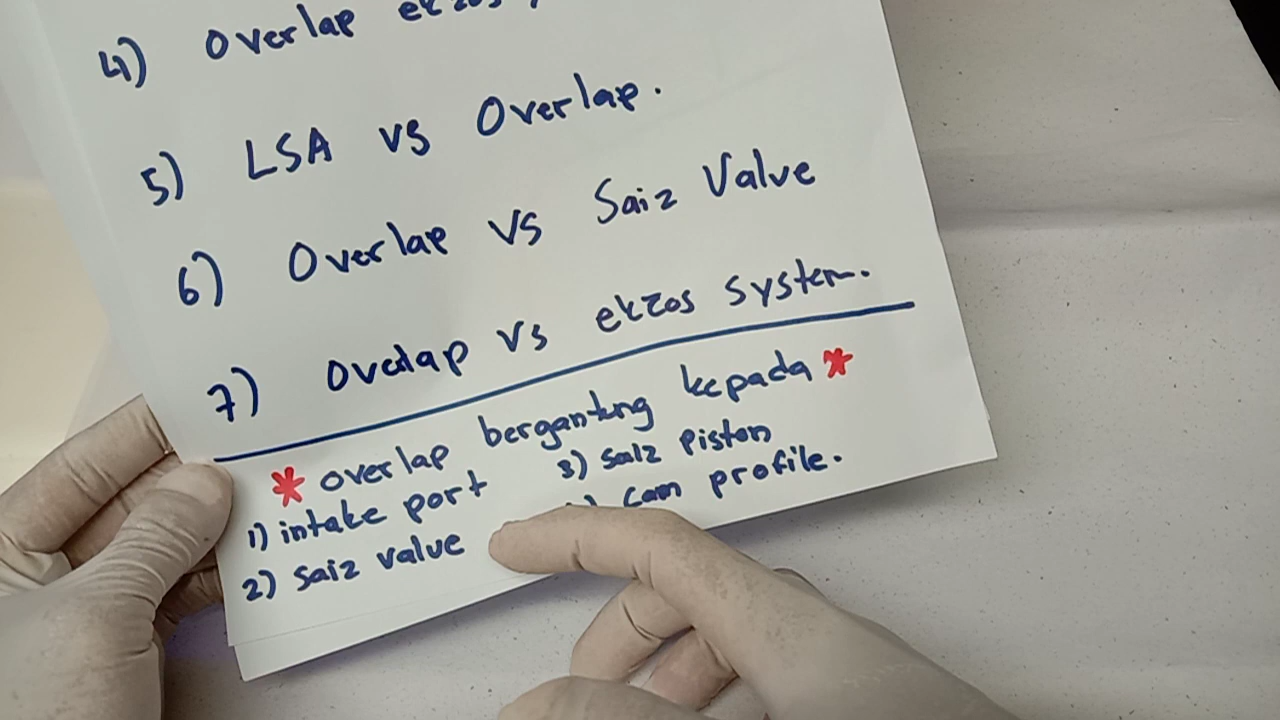 4) Overlap
5) LSA vs Overlap.
6) Overlap vs Saiz Valve
7) Overlap vs ekzos system.
* overlap bergantung kepada *
1) intake port
2) saiz valve
3) saiz piston
cam profile.